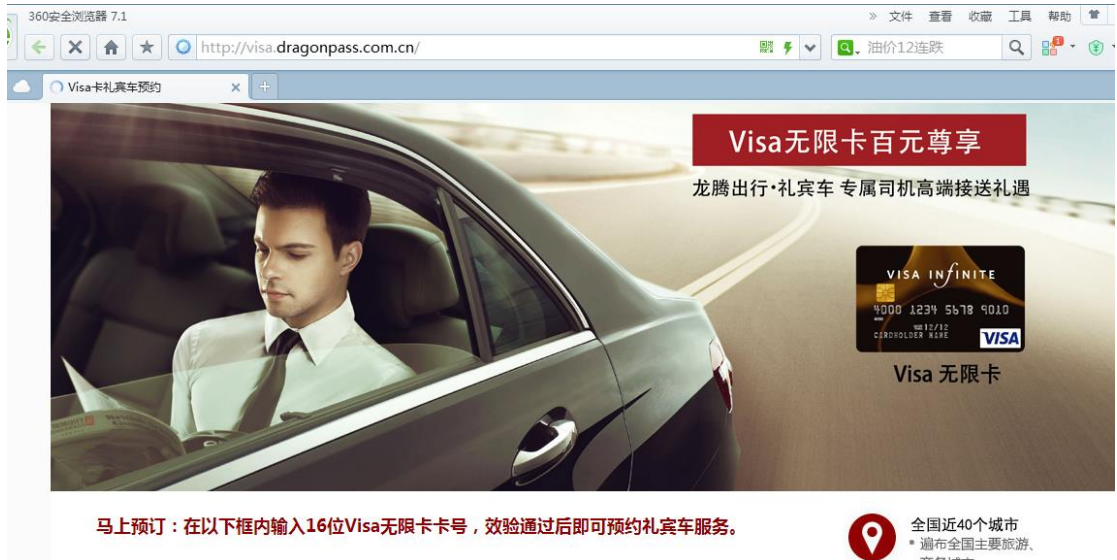 360安全浏览器 7.1
» 文件 查看 收藏 工具 帮助
http://visa.dragonpass.com.cn/
油价12连跌
1
Visa卡礼宾车预约
Visa无限卡百元尊享
龙腾出行·礼宾车 专属司机高端接送礼遇
VISA INFINITE
4000 1234 5678 9010
12/12
CARDHOLDER NAME
VISA
Visa 无限卡
马上预订：在以下框内输入16位Visa无限卡卡号，效验通过后即可预约礼宾车服务。
全国近40个城市
• 遍布全国主要旅游、